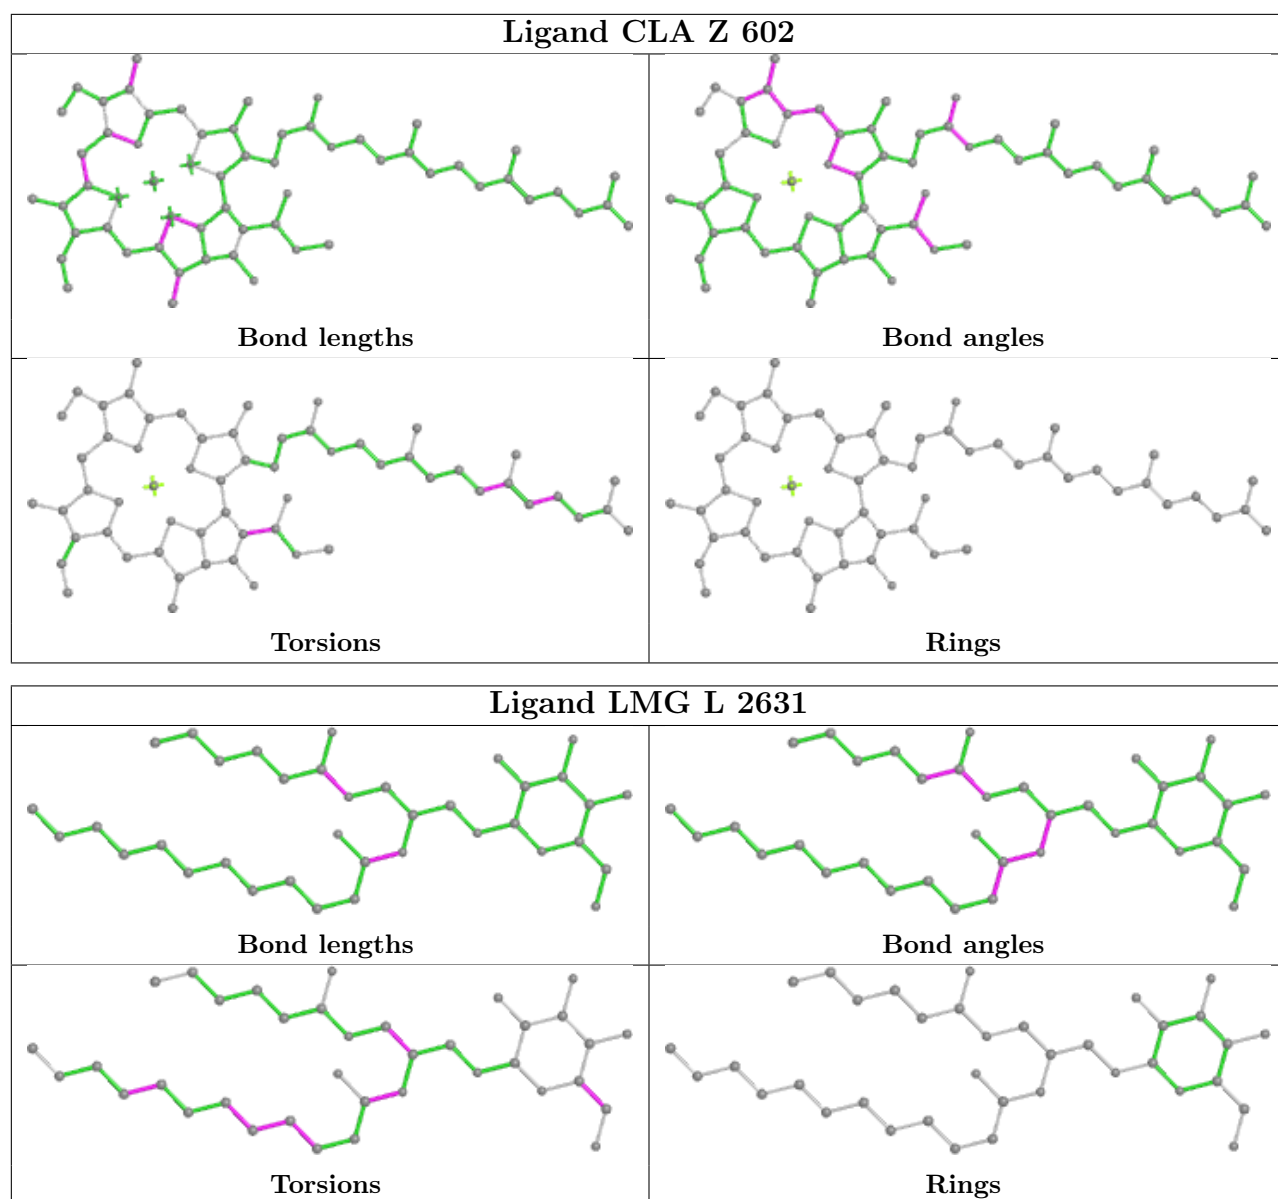 Ligand CLA Z 602
Bond lengths
Bond angles
Torsions
Rings
Ligand LMG L 2631
Bond lengths
Bond angles
Torsions
Rings